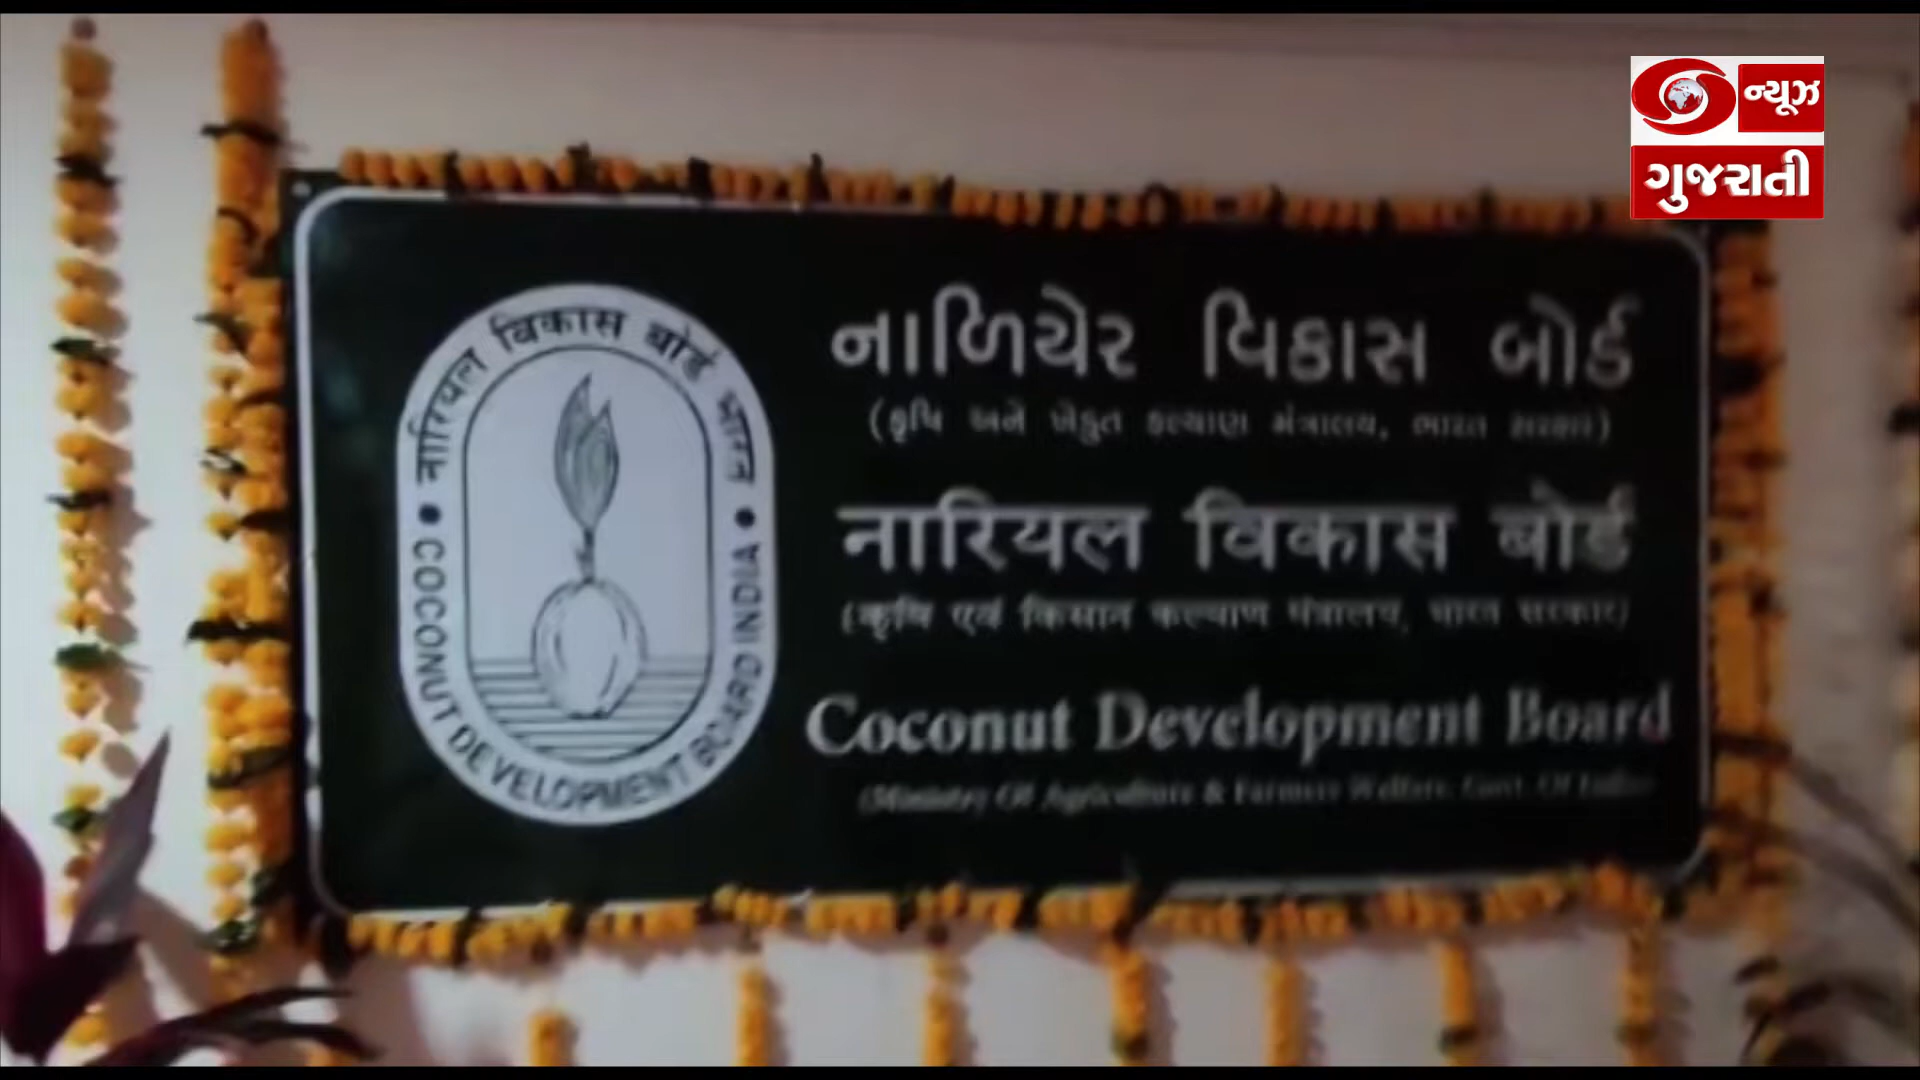 ન્યૂઝ
ગુજરાતી
નાળિયેર વિકાસ બોર્ડ
(કૃષિ અને ખેડુત કલ્યાણ મંત્રાલય, ભારત સરકાર)
नारियल विकास बोर्ड
(कृषि एवं किसान कल्याण मंत्रालय, भारत सरकार)
Coconut Development Board
(Ministry Of Agriculture & Farmers Welfare, Govt. Of India)
नारियल विकास बोर्ड भारत
COCONUT DEVELOPMENT BOARD INDIA